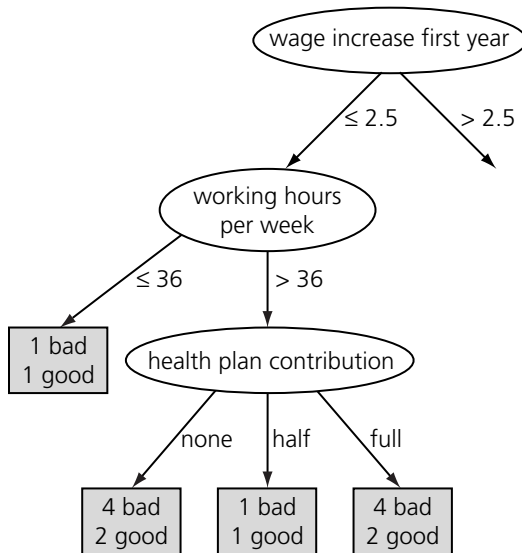 wage increase first year
≤ 2.5
> 2.5
working hours
per week
≤ 36
> 36
1 bad
1 good
health plan contribution
none
half
full
4 bad
2 good
1 bad
1 good
4 bad
2 good